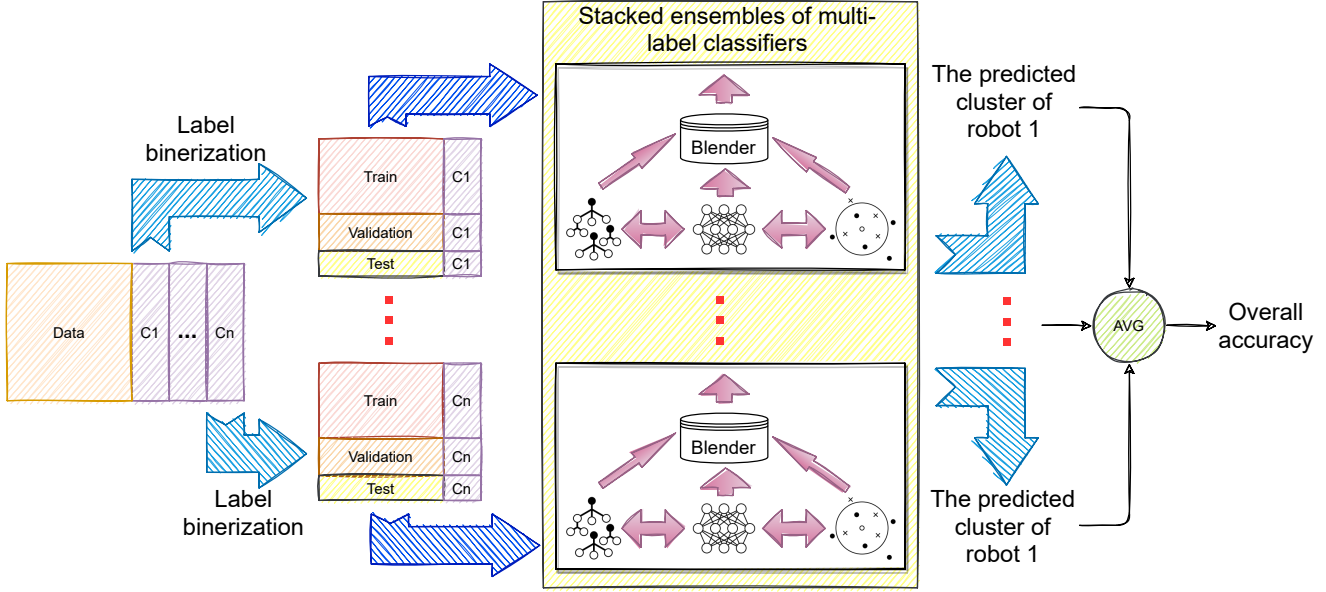 Stacked ensembles of multi-
label classifiers
Label
binerization
Train
C1
Validation
C1
Test
C1
Blender
The predicted
cluster of
robot 1
Data
C1
...
Cn
AVG
Overall
accuracy
Train
Cn
Validation
Cn
Test
Cn
Label
binerization
Blender
The predicted
cluster of
robot 1